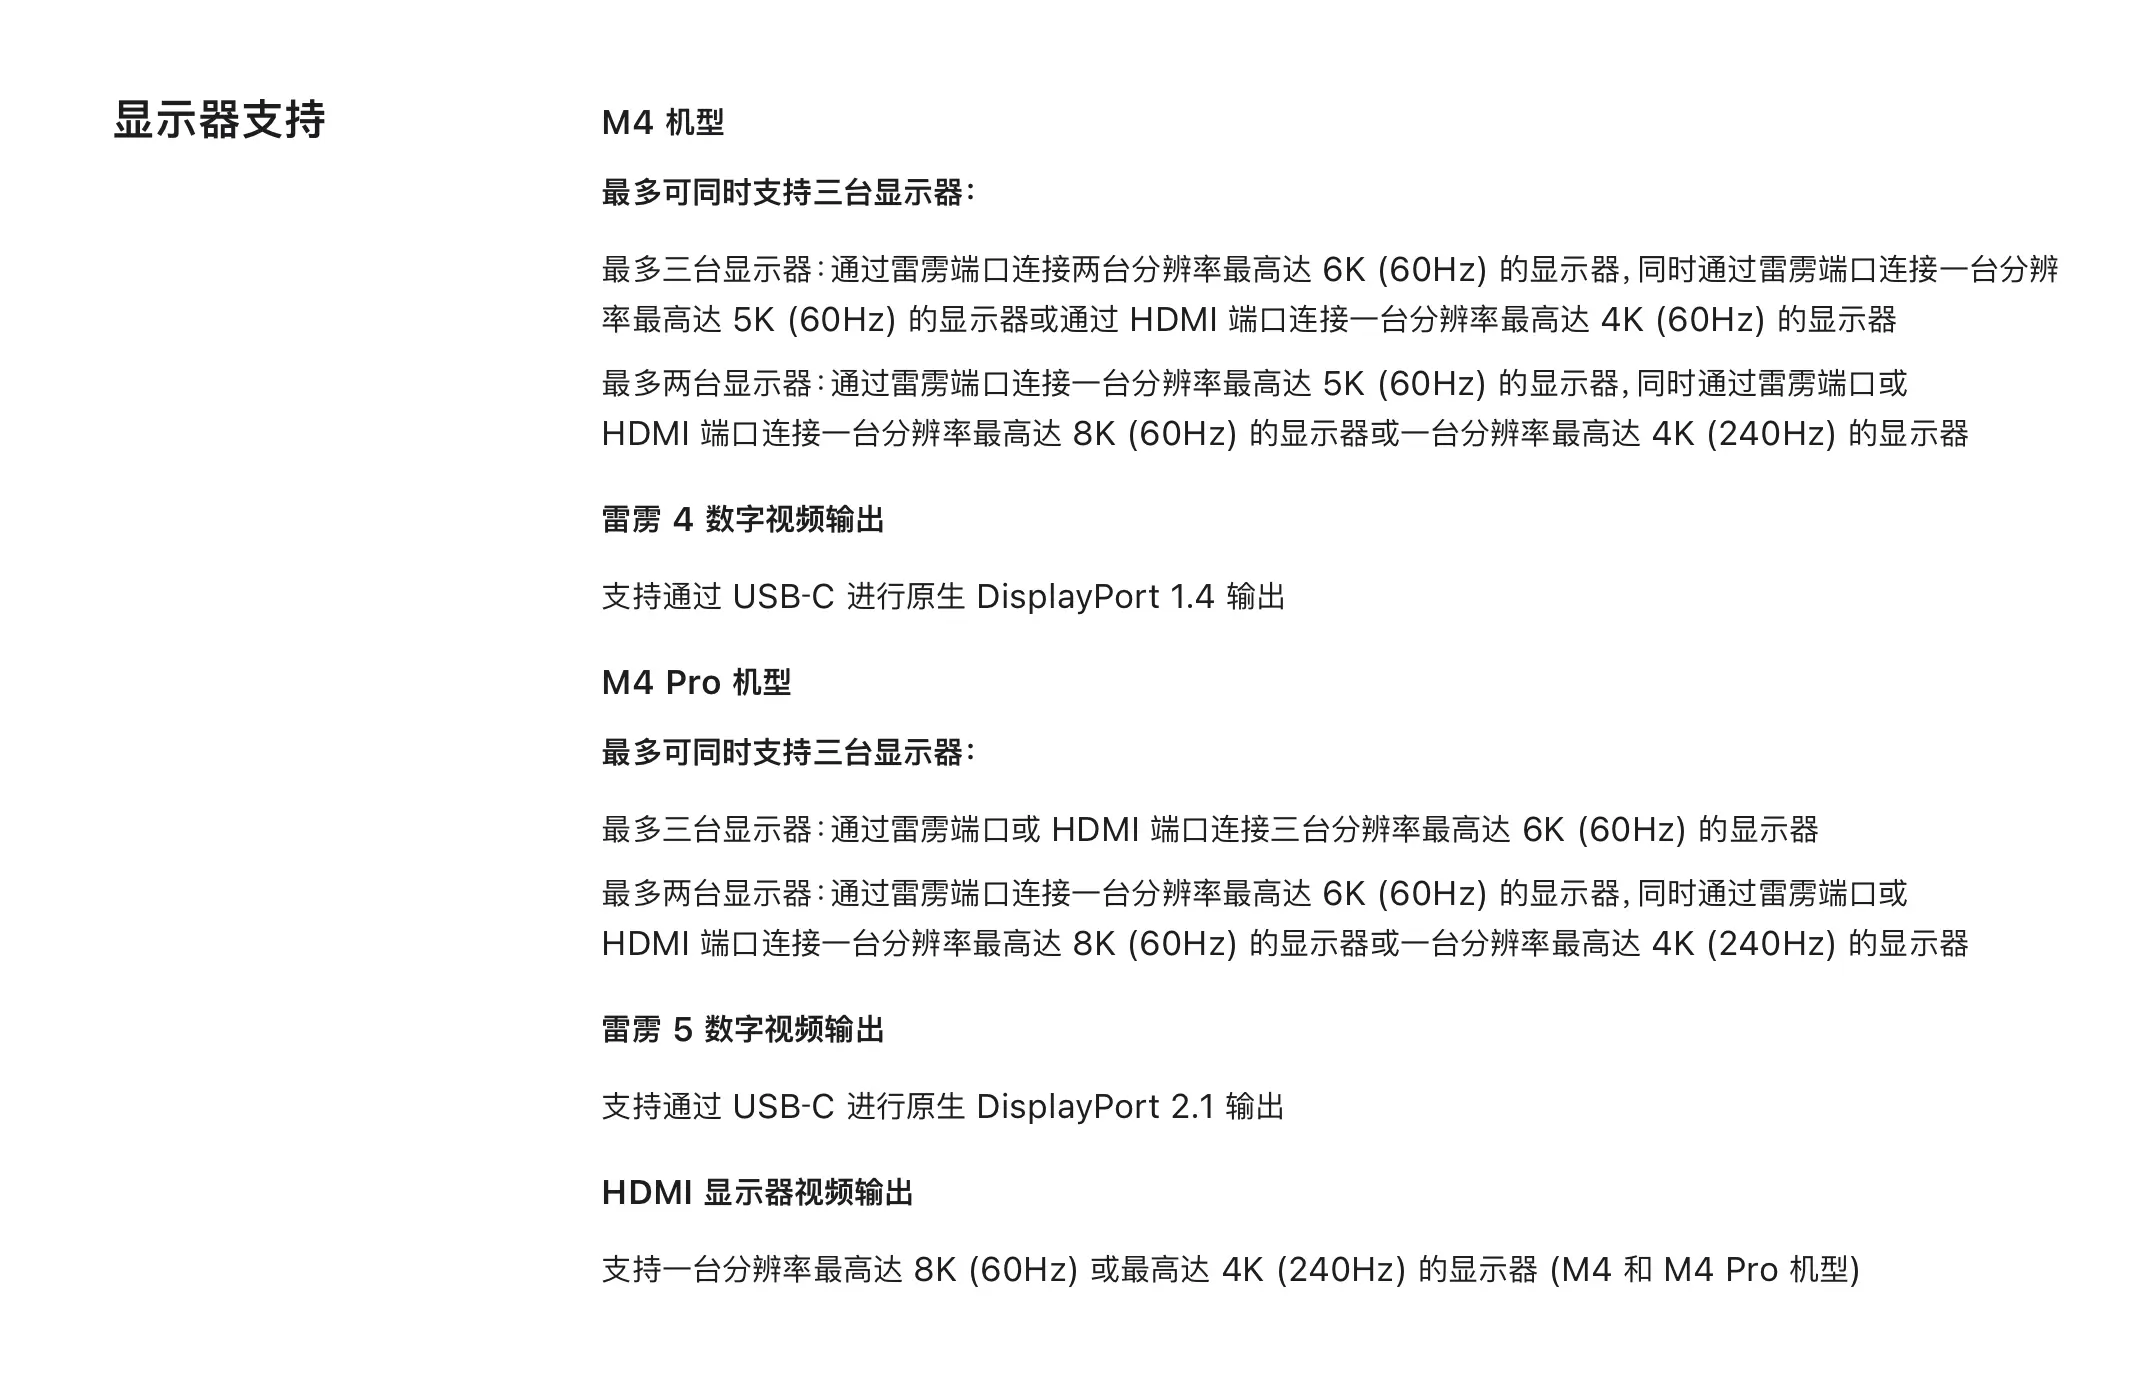 显示器支持
M4 机型
最多可同时支持三台显示器：
最多三台显示器：通过雷雳端口连接两台分辨率最高达 6K (60Hz) 的显示器，同时通过雷雳端口连接一台分辨
率最高达 5K (60Hz) 的显示器或通过 HDMI 端口连接一台分辨率最高达 4K (60Hz) 的显示器
最多两台显示器：通过雷雳端口连接一台分辨率最高达 5K (60Hz) 的显示器，同时通过雷雳端口或
HDMI 端口连接一台分辨率最高达 8K (60Hz) 的显示器或一台分辨率最高达 4K (240Hz) 的显示器
雷雳 4 数字视频输出
支持通过 USB-C 进行原生 DisplayPort 1.4 输出
M4 Pro 机型
最多可同时支持三台显示器：
最多三台显示器：通过雷雳端口或 HDMI 端口连接三台分辨率最高达 6K (60Hz) 的显示器
最多两台显示器：通过雷雳端口连接一台分辨率最高达 6K (60Hz) 的显示器，同时通过雷雳端口或
HDMI 端口连接一台分辨率最高达 8K (60Hz) 的显示器或一台分辨率最高达 4K (240Hz) 的显示器
雷雳 5 数字视频输出
支持通过 USB-C 进行原生 DisplayPort 2.1 输出
HDMI 显示器视频输出
支持一台分辨率最高达 8K (60Hz) 或最高达 4K (240Hz) 的显示器 (M4 和 M4 Pro 机型)